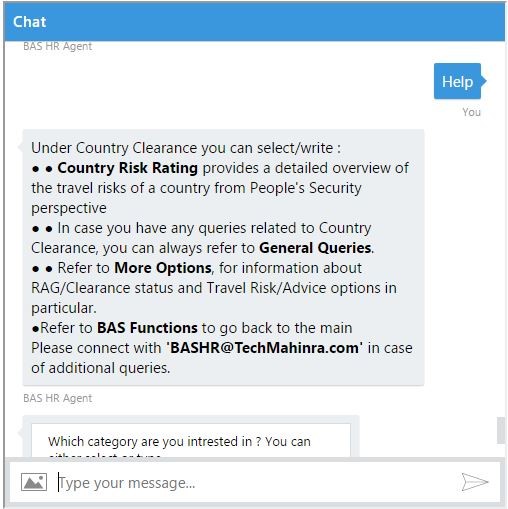 Chat
BAS HR Agent
Help
You
Under Country Clearance you can select/write :
● ● Country Risk Rating provides a detailed overview of
the travel risks of a country from People's Security
perspective
● ● In case you have any queries related to Country
Clearance, you can always refer to General Queries.
● ● Refer to More Options, for information about
RAG/Clearance status and Travel Risk/Advice options in
particular.
●Refer to BAS Functions to go back to the main
Please connect with 'BASHR@TechMahinra.com' in case
of additional queries.
BAS HR Agent
Which category are you intrested in ? You can
either select or type
Type your message...